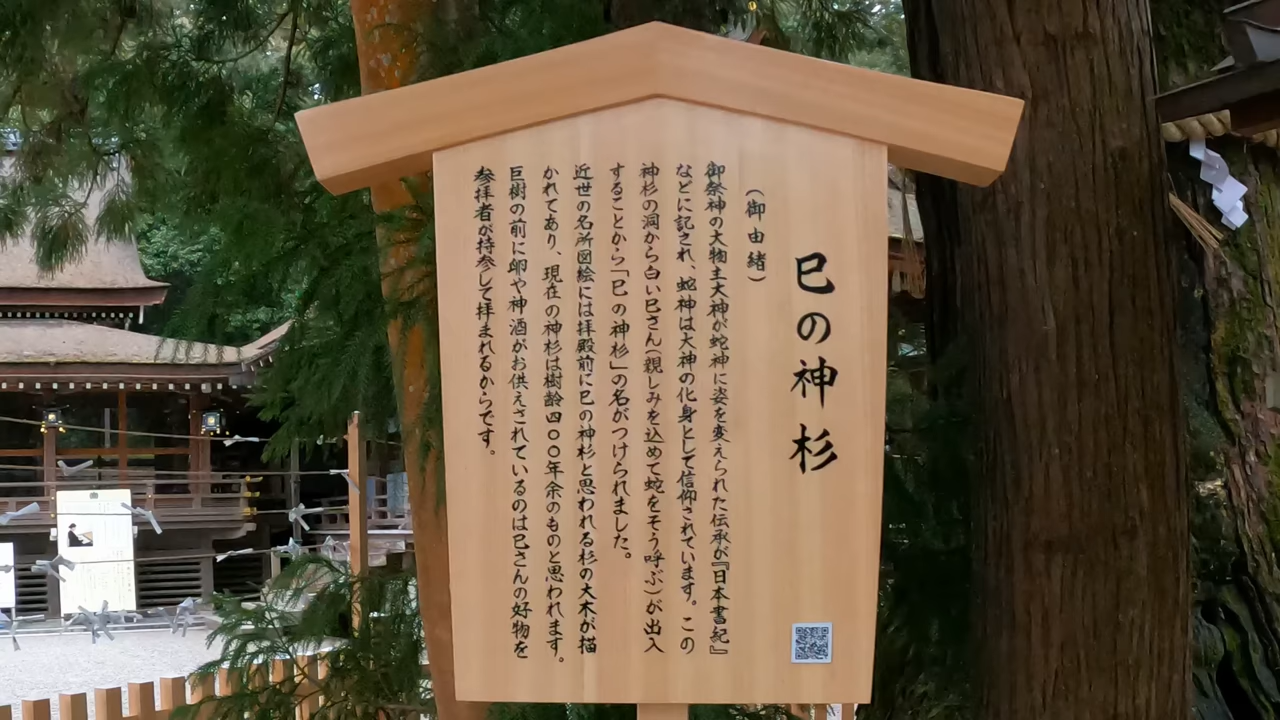 巳の神杉
（御由緒）
御祭神の大物主大神が蛇神に姿を変えられた伝承が『日本書紀』
などに記され、蛇神は大神の化身として信仰されています。この
神杉の洞から白い巳さん（親しみを込めて蛇をそう呼ぶ）が出入
することから「巳の神杉」の名がつけられました。
近世の名所図絵には拝殿前に巳の神杉と思われる杉の大木が描
かれてあり、現在の神杉は樹齢四〇〇年余のものと思われます。
巨樹の前に卵や神酒がお供えされているのは巳さんの好物を
参拝者が持参して拝まれるからです。